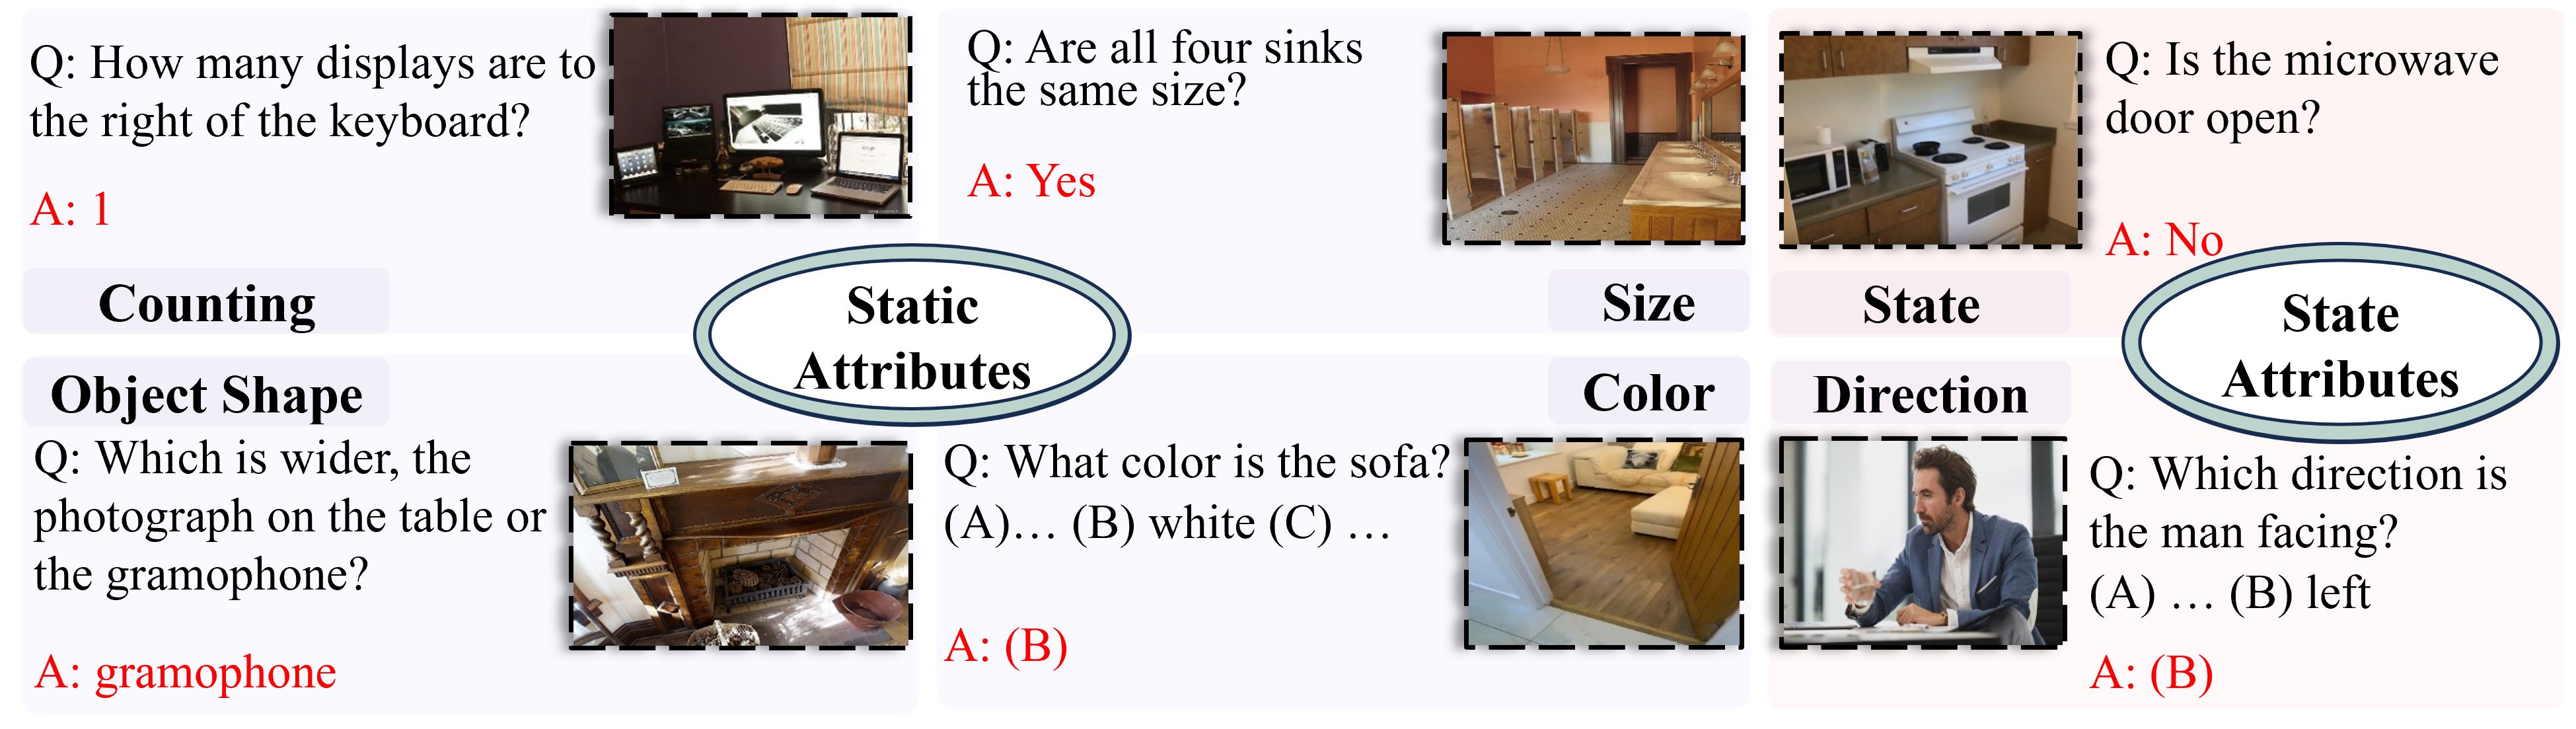 Q: How many displays are to
the right of the keyboard?
A: 1
Counting
Q: Are all four sinks
the same size?
A: Yes
Size
Static
Attributes
Object Shape
Q: Which is wider, the
photograph on the table or
the gramophone?
A: gramophone
Color
Q: What color is the sofa?
(A)… (B) white (C) …
A: (B)
Q: Is the microwave
door open?
A: No
State
State
Attributes
Direction
Q: Which direction is
the man facing?
(A) … (B) left
A: (B)